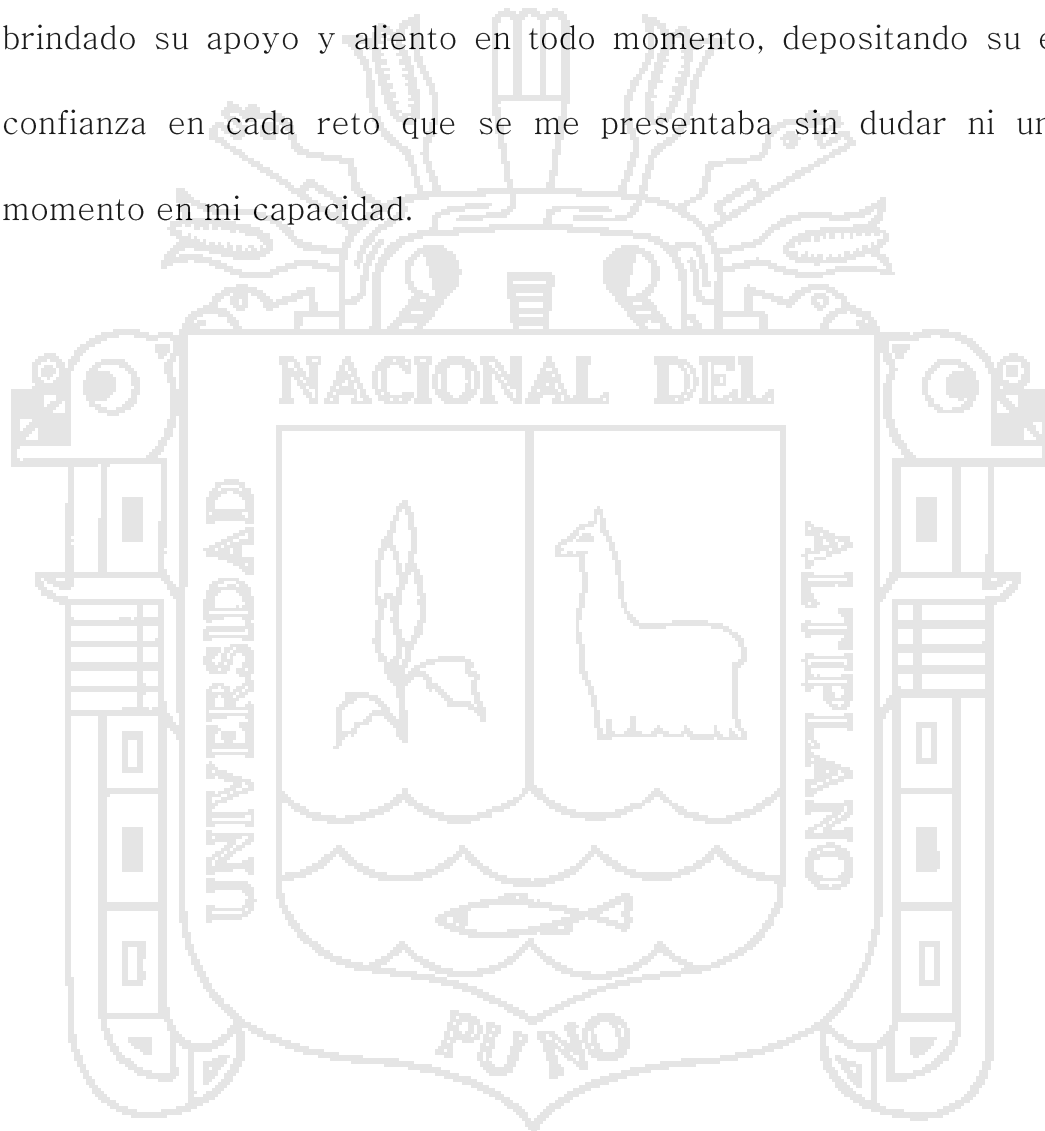 brindado su apoyo y aliento en todo momento, depositando su
confianza en cada reto que se me presentaba sin dudar ni
momento en mi capacidad.
NACIONAL DEL
UNIVERSIDAD
ALTIPLANO
PUNO